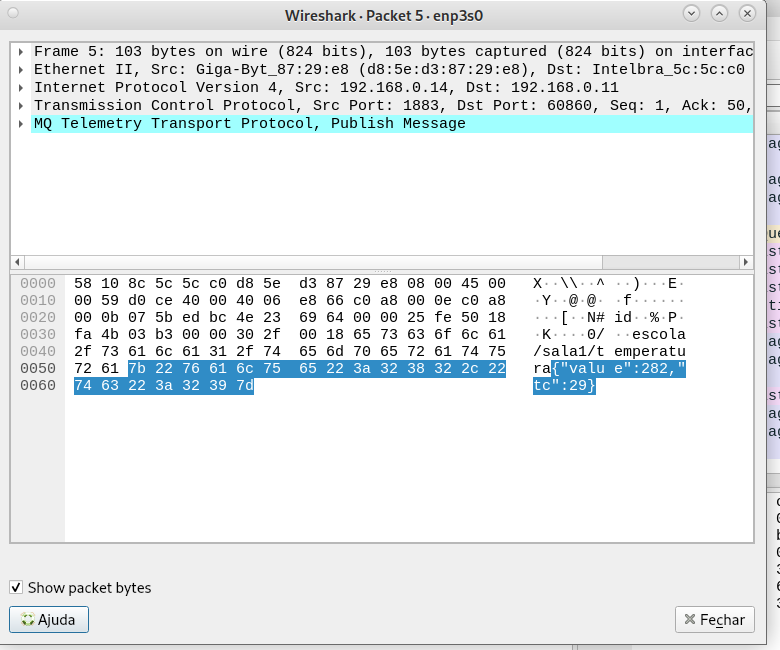 Wireshark · Packet 5 · enp3s0
Frame 5: 103 bytes on wire (824 bits), 103 bytes captured (824 bits) on interfac
Ethernet II, Src: Giga-Byt_87:29:e8 (d8:5e:d3:87:29:e8), Dst: Intelbra_5c:5c:c0
Internet Protocol Version 4, Src: 192.168.0.14, Dst: 192.168.0.11
Transmission Control Protocol, Src Port: 1883, Dst Port: 60860, Seq: 1, Ack: 50,
MQ Telemetry Transport Protocol, Publish Message
0000 58 10 8c 5c 5c c0 d8 5e d3 87 29 e8 08 00 45 00 X··\\··^ ··)···E·
0010 00 59 d0 ce 40 00 40 06 e8 66 c0 a8 00 0e c0 a8 ·Y··@·@· ·f······
0020 00 0b 07 5b ed bc 4e 23 69 64 00 00 25 fe 50 18 ···[··N# id··%·P·
0030 fa 4b 03 b3 00 00 30 2f 00 18 65 73 63 6f 6c 61 ·K····0/ ··escola
0040 2f 73 61 6c 61 31 2f 74 65 6d 70 65 72 61 74 75 /sala1/t emperatu
0050 72 61 7b 22 76 61 6c 75 65 22 3a 32 38 32 2c 22 ra{"valu e":282,"
0060 74 63 22 3a 32 39 7d tc":29}
Show packet bytes
Ajuda
Fechar